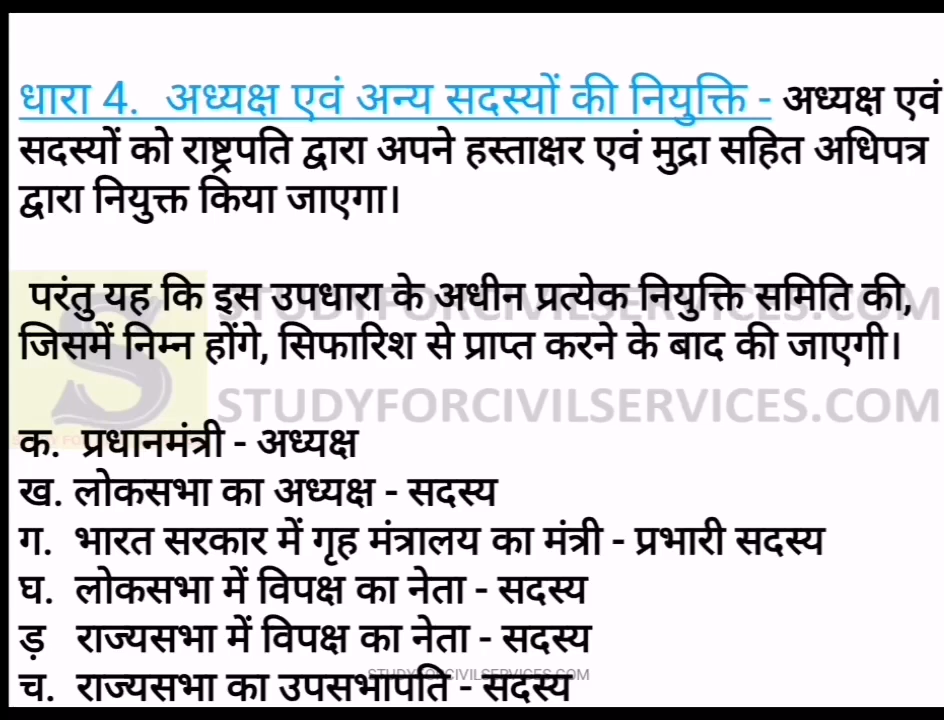 धारा 4. अध्यक्ष एवं अन्य सदस्यों की नियुक्ति - अध्यक्ष एवं
सदस्यों को राष्ट्रपति द्वारा अपने हस्ताक्षर एवं मुद्रा सहित अधिपत्र
द्वारा नियुक्त किया जाएगा।
परंतु यह कि इस उपधारा के अधीन प्रत्येक नियुक्ति समिति की,
STUDYFORCIVILSERVICES.COM
जिसमें निम्न होंगे, सिफारिश से प्राप्त करने के बाद की जाएगी।
S
STUDYFORCIVILSERVICES.COM
क. प्रधानमंत्री - अध्यक्ष
ख. लोकसभा का अध्यक्ष - सदस्य
ग. भारत सरकार में गृह मंत्रालय का मंत्री - प्रभारी सदस्य
घ. लोकसभा में विपक्ष का नेता - सदस्य
ड़ राज्यसभा में विपक्ष का नेता - सदस्य
STUDYFORCIVILSERVICES.COM
च. राज्यसभा का उपसभापति - सदस्य